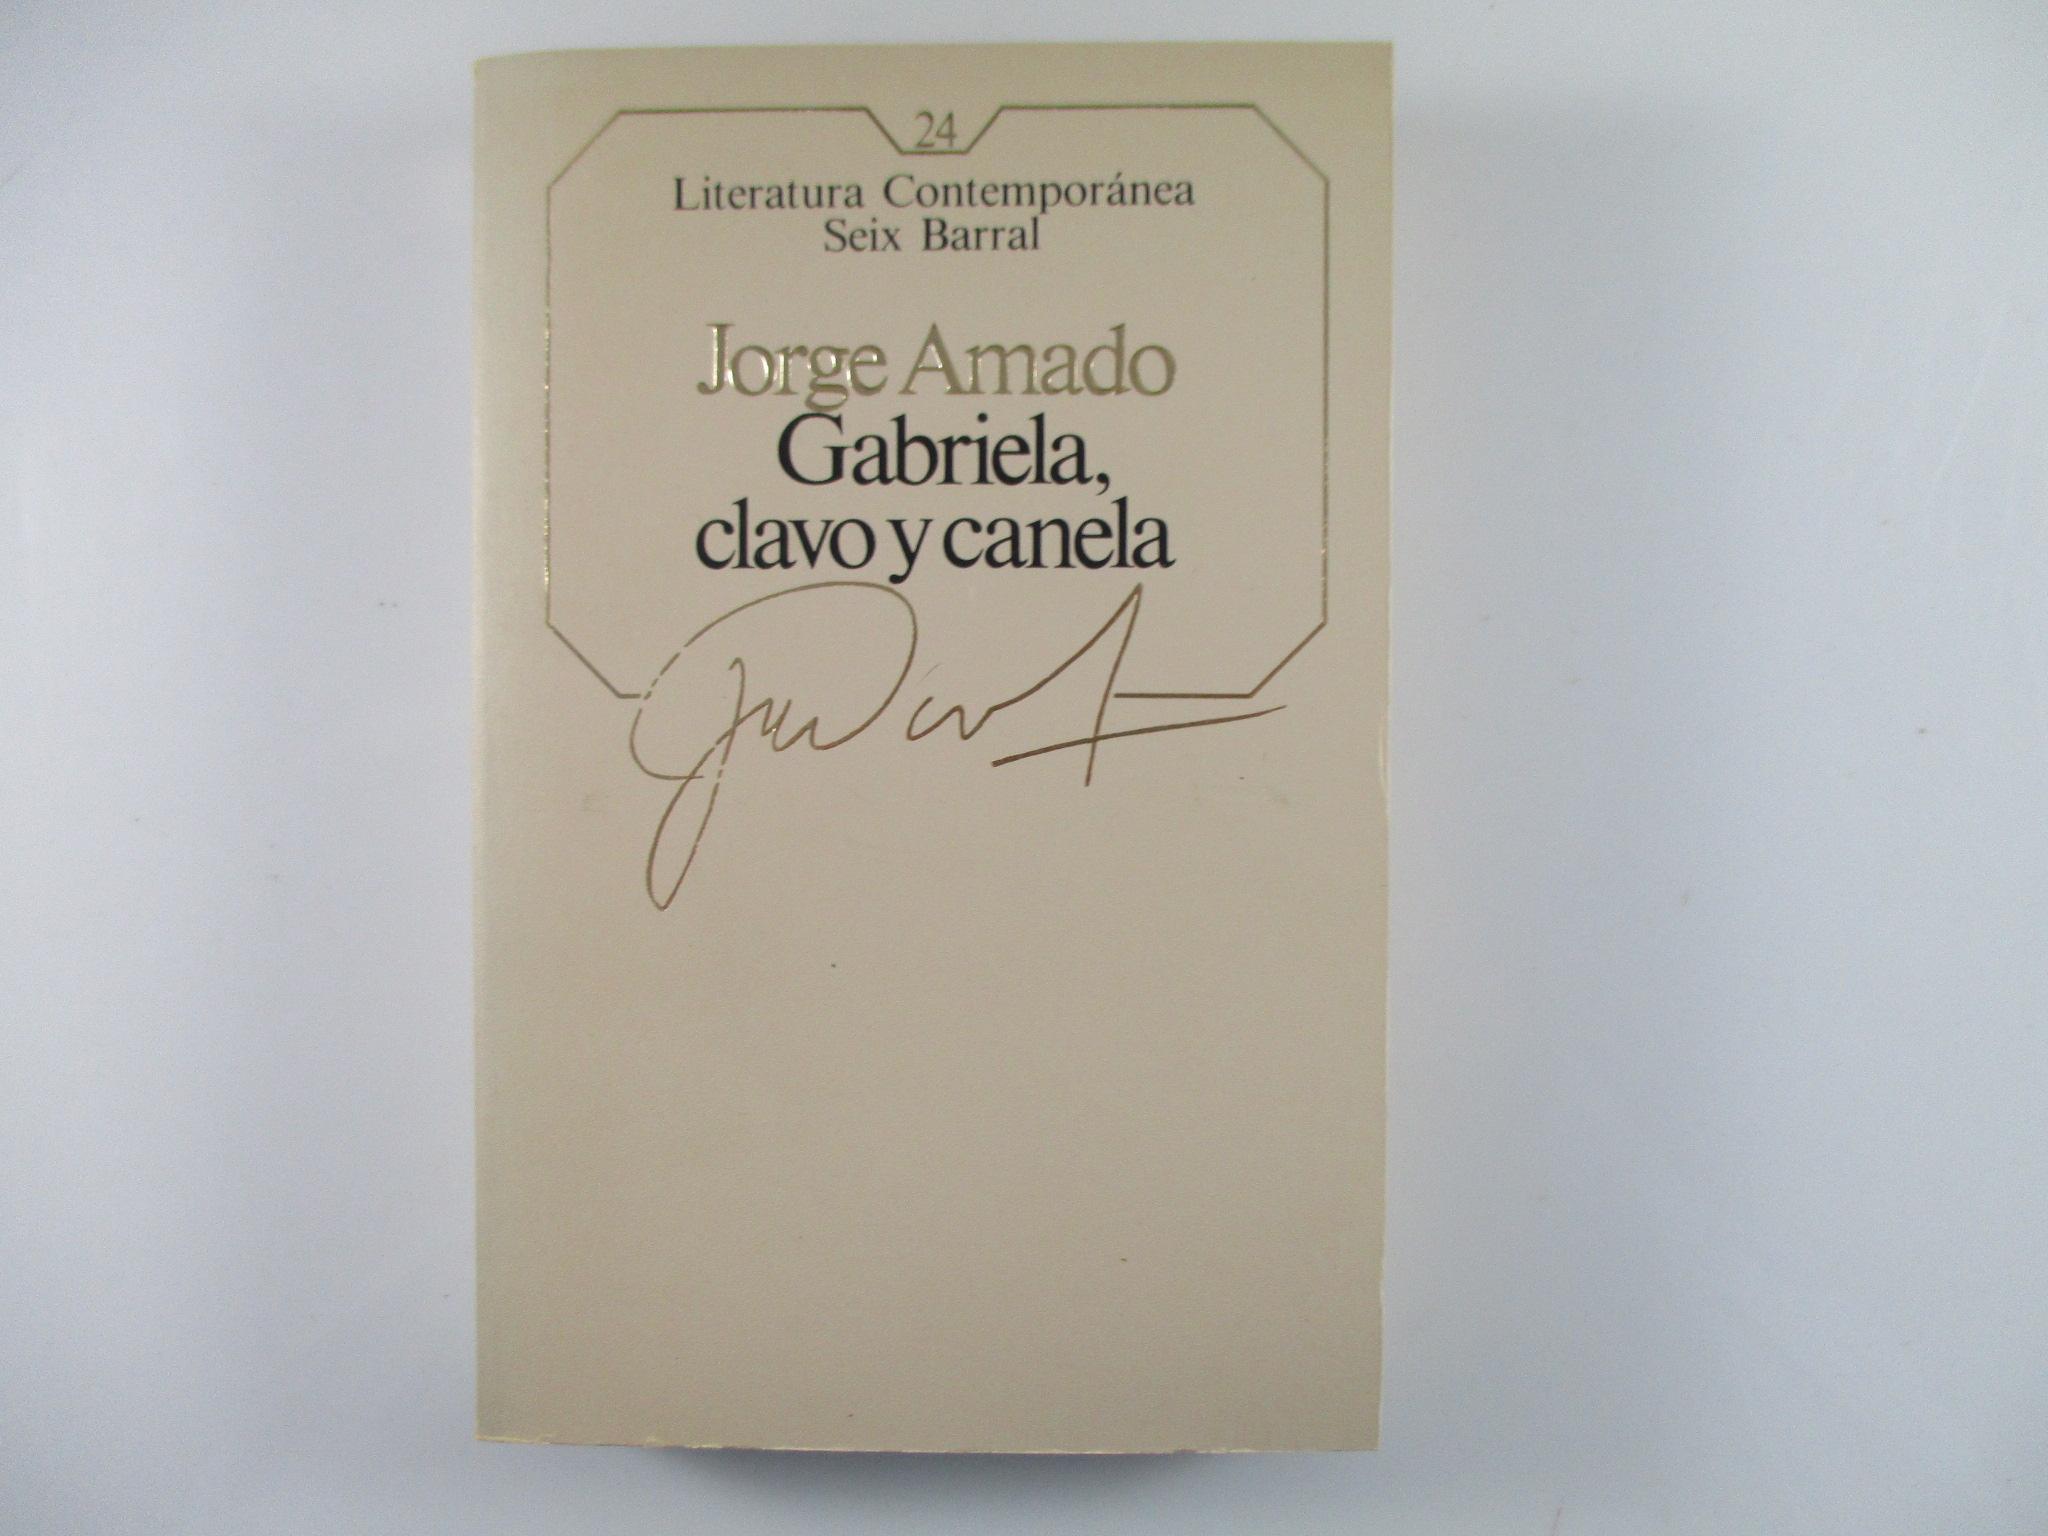 24
Literatura Contemporánea
Seix Barral
Jorge Amado
Gabriela,
clavo y canela